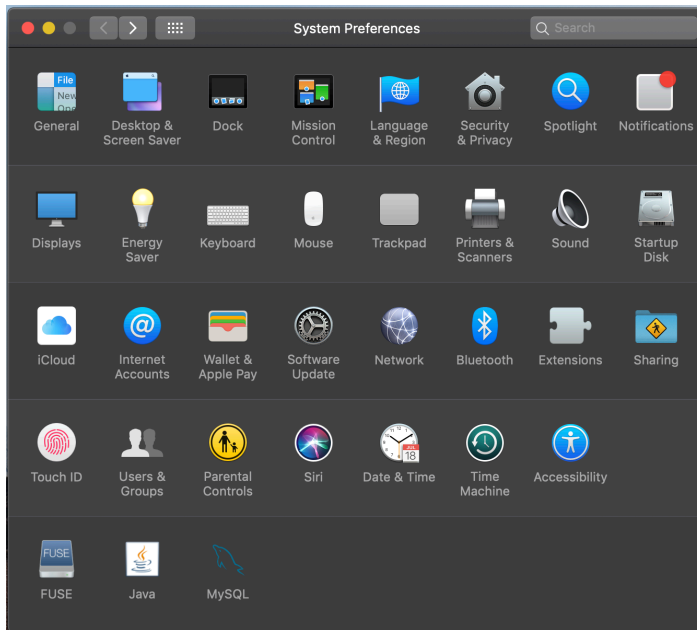 System Preferences
Search
File
New
One
General
Desktop &
Screen Saver
Dock
Mission
Control
Language
& Region
Security
& Privacy
Spotlight
Notifications
Displays
Energy
Saver
Keyboard
Mouse
Trackpad
Printers &
Scanners
Sound
Startup
Disk
iCloud
@
Internet
Accounts
Wallet &
Apple Pay
Software
Update
Network
Bluetooth
Extensions
Sharing
Touch ID
Users &
Groups
Parental
Controls
Siri
JUL
18
Date & Time
Time
Machine
Accessibility
FUSE
FUSE
Java
MySQL